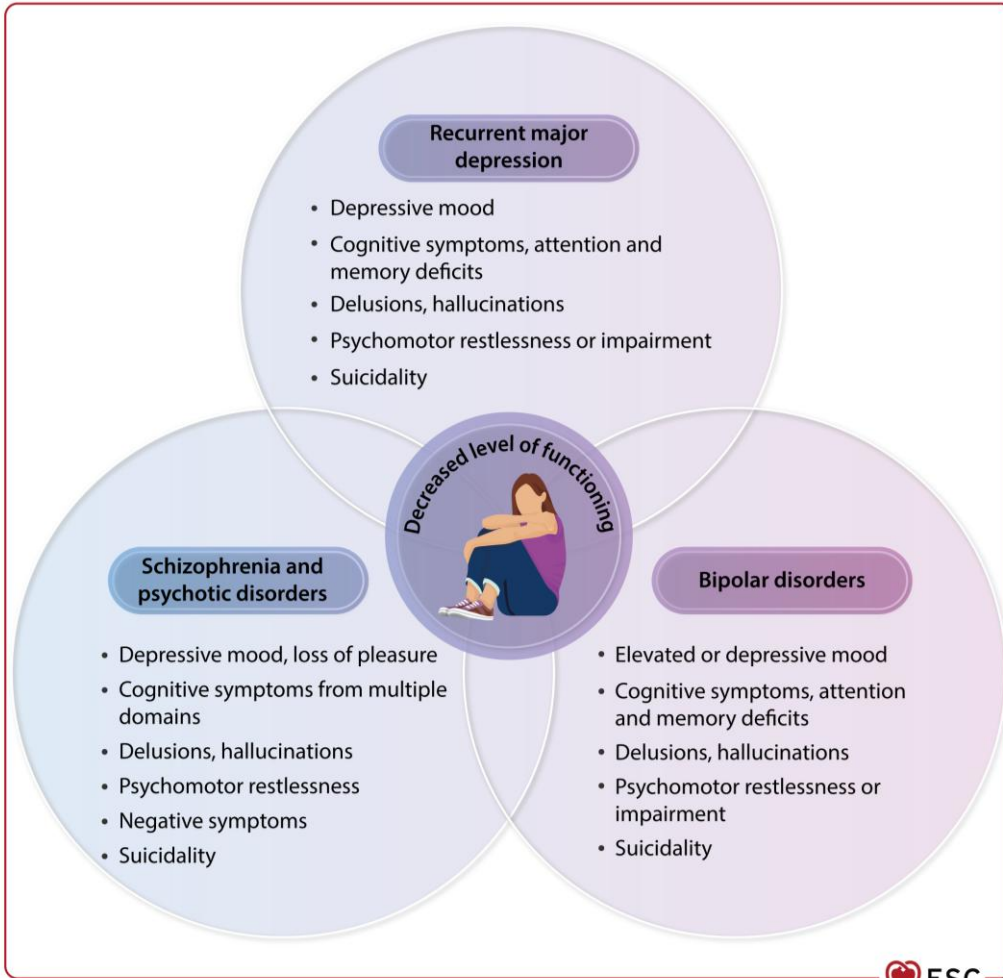 Recurrent major
depression
• Depressive mood
• Cognitive symptoms, attention and
memory deficits
• Delusions, hallucinations
• Psychomotor restlessness or impairment
• Suicidality
Decreased level of functioning
Schizophrenia and
psychotic disorders
• Depressive mood, loss of pleasure
• Cognitive symptoms from multiple
domains
• Delusions, hallucinations
• Psychomotor restlessness
• Negative symptoms
• Suicidality
Bipolar disorders
• Elevated or depressive mood
• Cognitive symptoms, attention
and memory deficits
• Delusions, hallucinations
• Psychomotor restlessness or
impairment
• Suicidality
ESC